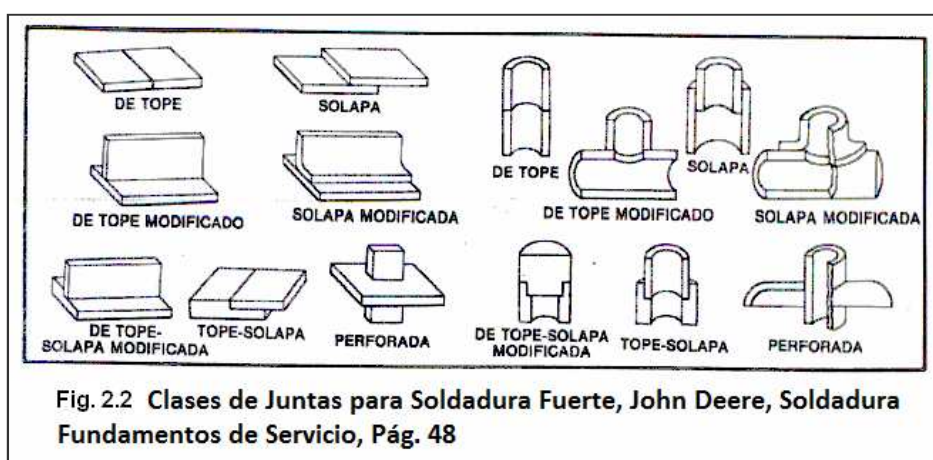 DE TOPE
SOLAPA
DE TOPE MODIFICADO
SOLAPA MODIFICADA
DE TOPE-
SOLAPA MODIFICADA
TOPE-SOLAPA
PERFORADA
DE TOPE
DE TOPE MODIFICADO
SOLAPA
SOLAPA MODIFICADA
DE TOPE-SOLAPA
MODIFICADA
TOPE-SOLAPA
PERFORADA
Fig. 2.2 Clases de Juntas para Soldadura Fuerte, John Deere, Soldadura
Fundamentos de Servicio, Pág. 48